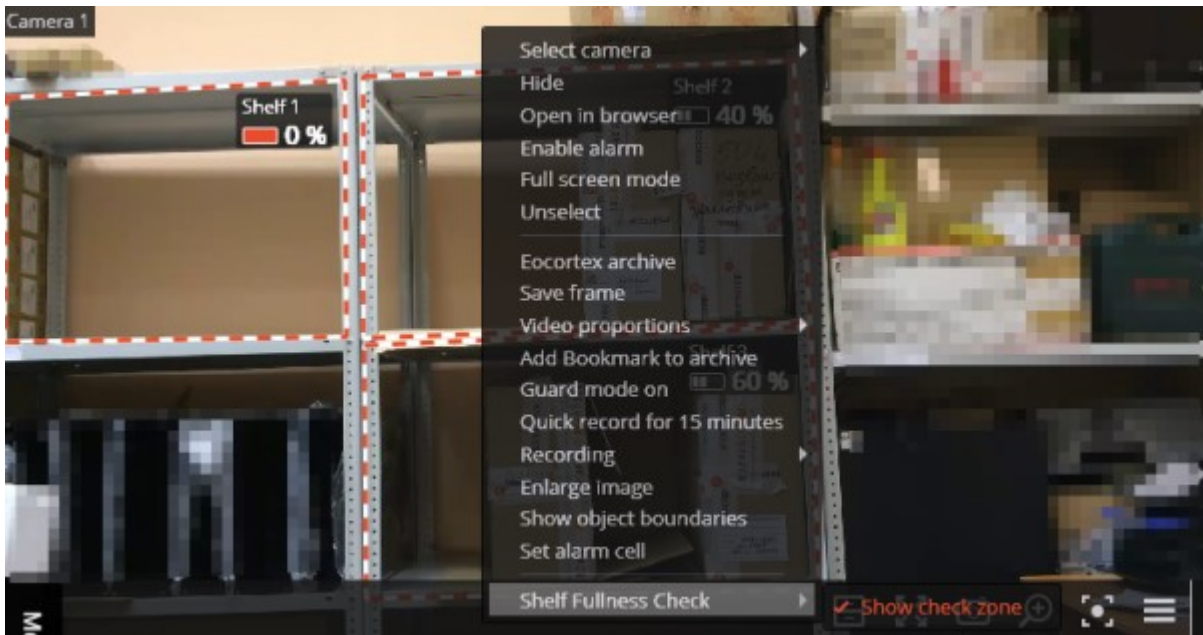 Camera 1
Select camera
Hide
Shelf 2
Shelf 1
Open in browser
40 %
0 %
Enable alarm
Full screen mode
Unselect
Eocortex archive
Save frame
Video proportions
Add Bookmark to archive
Guard mode on
60 %
Quick record for 15 minutes
Recording
Enlarge image
Show object boundaries
Set alarm cell
Shelf Fullness Check
Show check zone